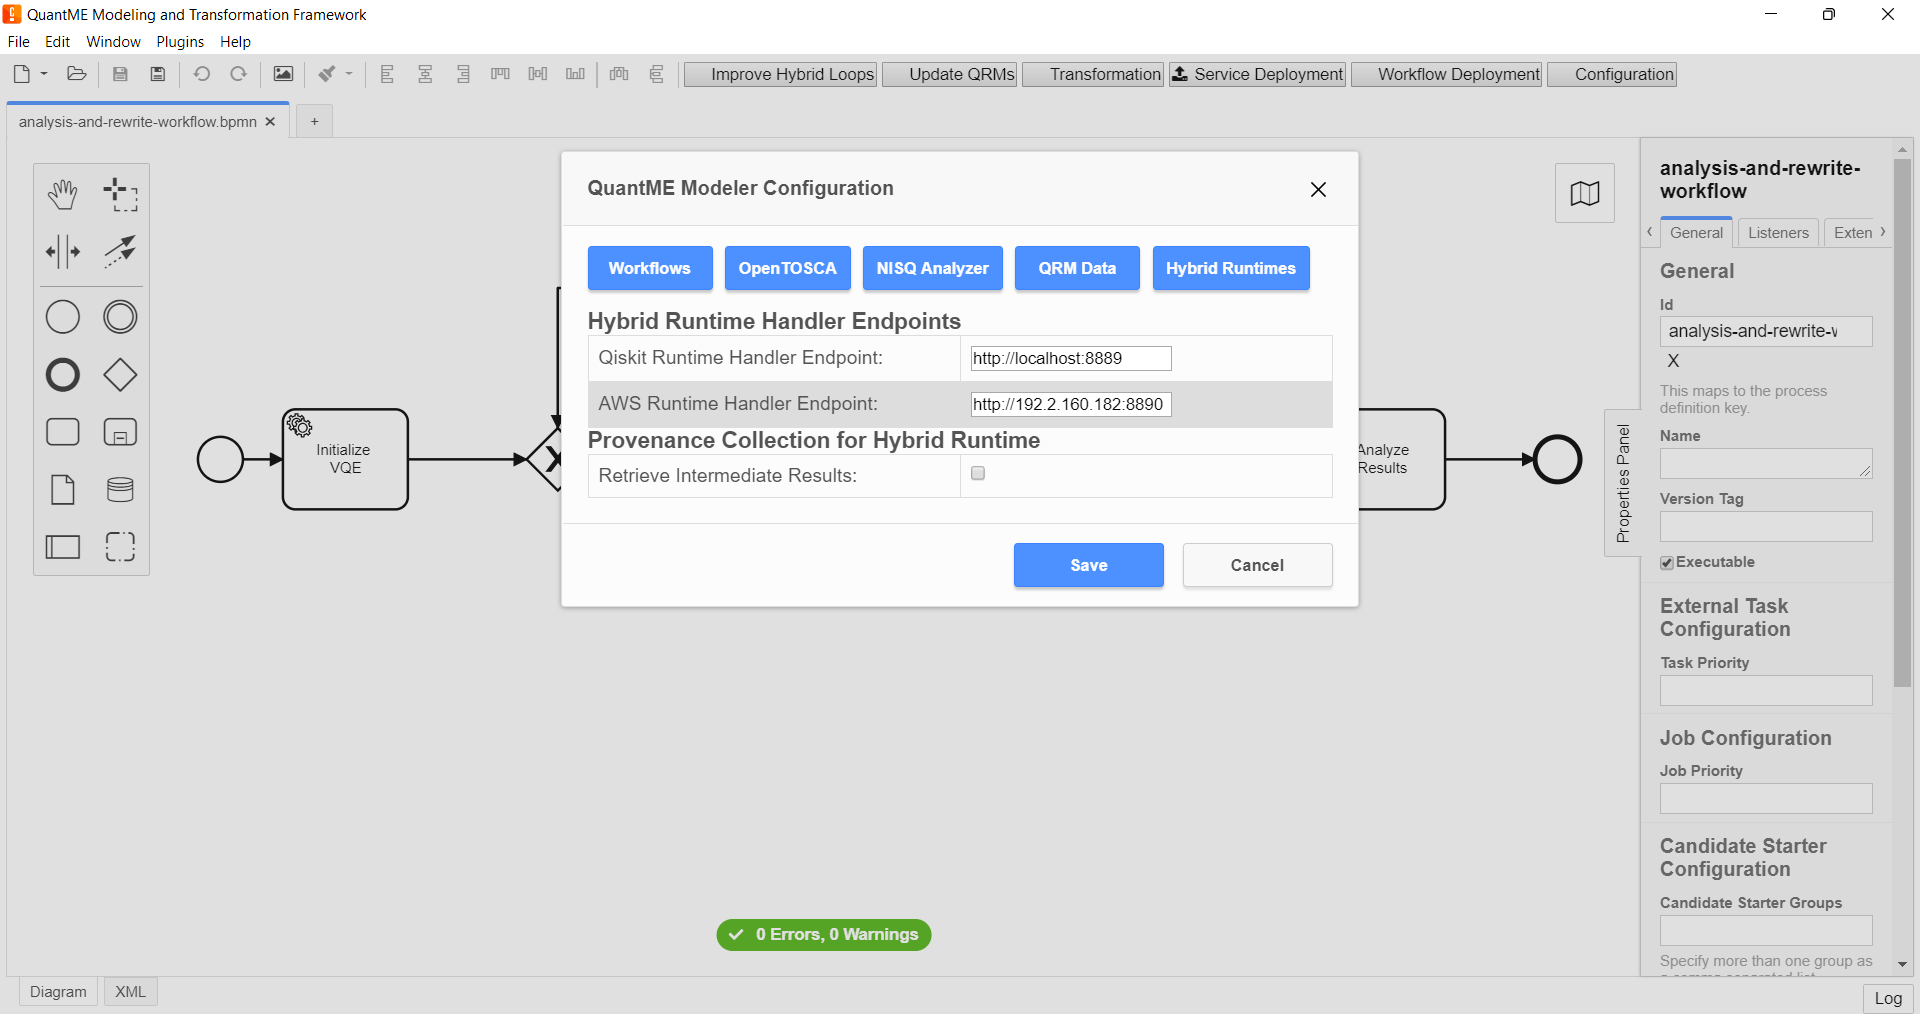 QuantME Modeling and Transformation Framework
File Edit Window Plugins Help
Improve Hybrid Loops Update QRMs Transformation Service Deployment Workflow Deployment Configuration
analysis-and-rewrite-workflow.bpmn
+
Initialize
VQE
QuantME Modeler Configuration
Workflows OpenTOSCA NISQ Analyzer QRM Data Hybrid Runtimes
Hybrid Runtime Handler Endpoints
Qiskit Runtime Handler Endpoint: http://localhost:8889
AWS Runtime Handler Endpoint: http://192.2.160.182:8890
Provenance Collection for Hybrid Runtime
Retrieve Intermediate Results:
Save Cancel
Analyze
Results
Properties Panel
analysis-and-rewrite-
workflow
General Listeners Exten
General
Id
analysis-and-rewrite-
X
This maps to the process
definition key.
Name
Version Tag
Executable
External Task
Configuration
Task Priority
Job Configuration
Job Priority
Candidate Starter
Configuration
Candidate Starter Groups
Specify more than one group as
0 Errors, 0 Warnings
Diagram XML
Log